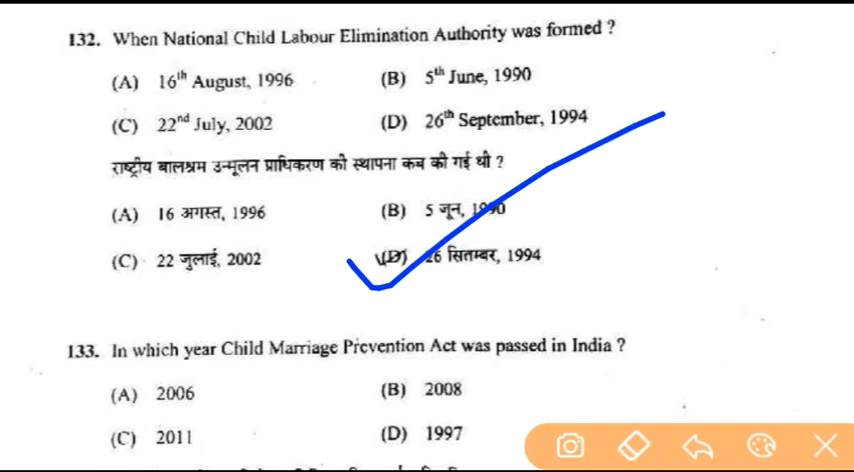 132. When National Child Labour Elimination Authority was formed ?
(A) 16th August, 1996 (B) 5th June, 1990
(C) 22nd July, 2002 (D) 26th September, 1994
राष्ट्रीय बालश्रम उन्मूलन प्राधिकरण की स्थापना कब की गई थी ?
(A) 16 अगस्त, 1996 (B) 5 जून, 1990
(C) 22 जुलाई, 2002 (D) 26 सितम्बर, 1994
133. In which year Child Marriage Prevention Act was passed in India ?
(A) 2006 (B) 2008
(C) 2011 (D) 1997